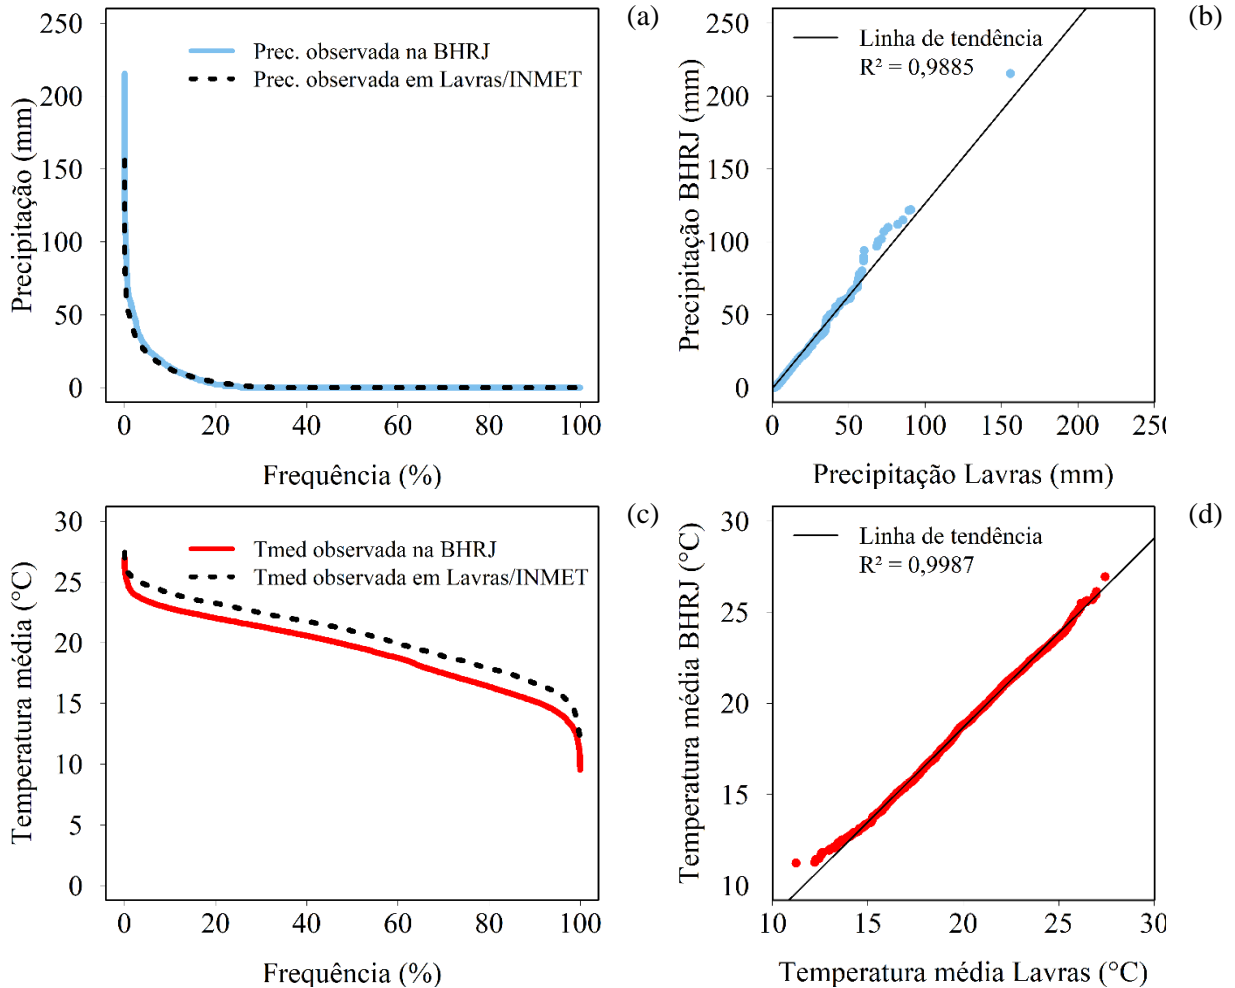 (a)
250
200
150
100
50
0
Precipitação (mm)
Prec. observada na BHRJ
Prec. observada em Lavras/INMET
0 20 40 60 80 100
Frequência (%)
(b)
250
200
150
100
50
0
Precipitação BHRJ (mm)
Linha de tendência
R² = 0,9885
0 50 100 150 200 250
Precipitação Lavras (mm)
(c)
30
25
20
15
10
5
0
Temperatura média (°C)
Tmed observada na BHRJ
Tmed observada em Lavras/INMET
0 20 40 60 80 100
Frequência (%)
(d)
30
25
20
15
10
Temperatura média BHRJ (°C)
Linha de tendência
R² = 0,9987
10 15 20 25 30
Temperatura média Lavras (°C)